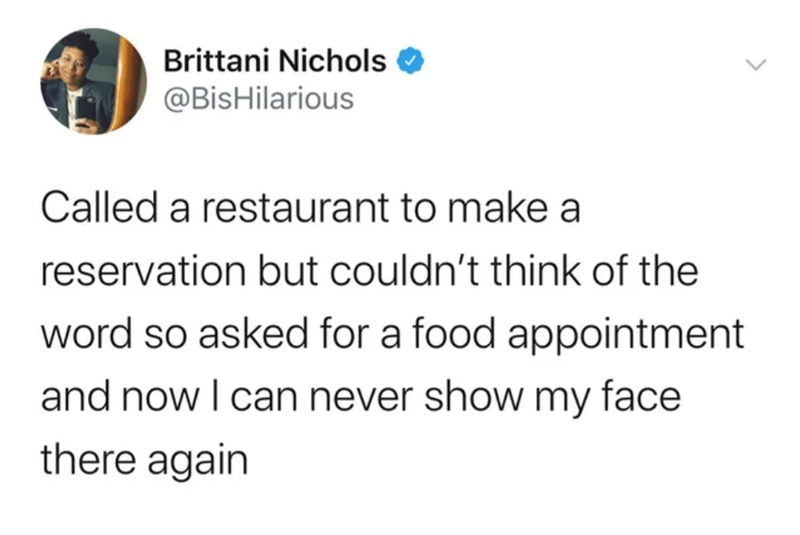 Brittani Nichols
@BisHilarious
Called a restaurant to make a
reservation but couldn’t think of the
word so asked for a food appointment
and now I can never show my face
there again